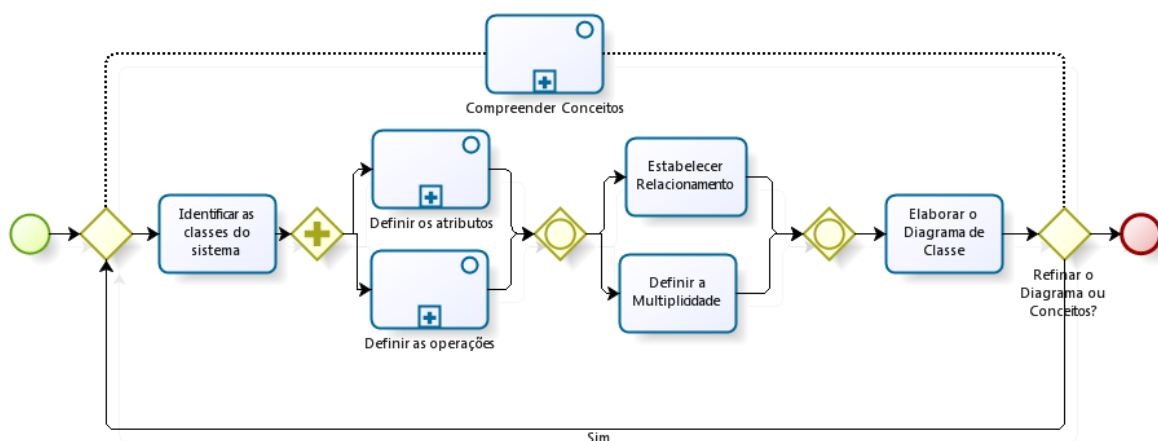 Compreender Conceitos
Identificar as
classes do
sistema
Definir os atributos
Definir as operações
Estabelecer
Relacionamento
Definir a
Multiplicidade
Elaborar o
Diagrama de
Classe
Refinar o
Diagrama ou
Conceitos?
Sim